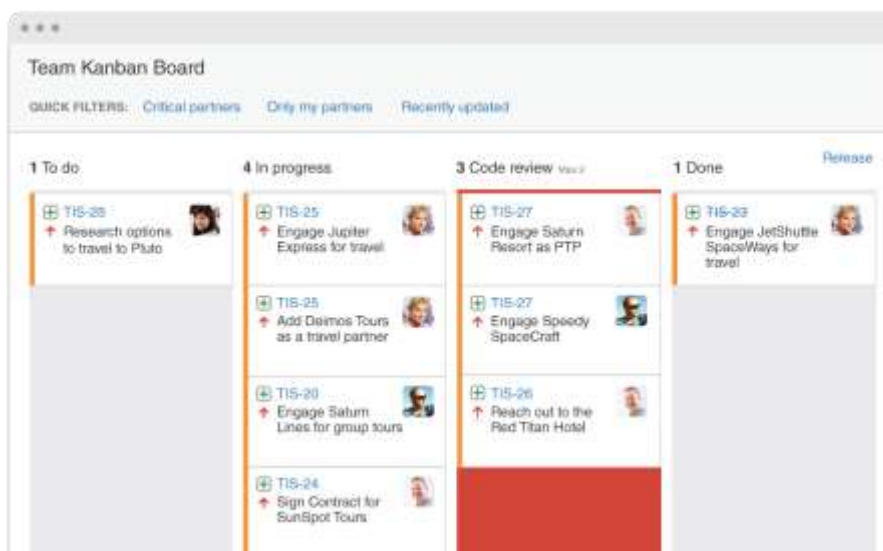 Team Kanban Board
QUICK FILTERS: Critical partners Only my partners Recently updated
Release
1 To do
4 In progress
3 Code review Max 2
1 Done
TIS-28
Research options
to travel to Pluto
TIS-25
Engage Jupiter
Express for travel
TIS-25
Add Deimos Tours
as a travel partner
TIS-20
Engage Saturn
Lines for group tours
TIS-24
Sign Contract for
SunSpot Tours
TIS-27
Engage Saturn
Resort as PTP
TIS-27
Engage Speedy
SpaceCraft
TIS-26
Reach out to the
Red Titan Hotel
TIS-23
Engage JetShuttle
SpaceWays for
travel